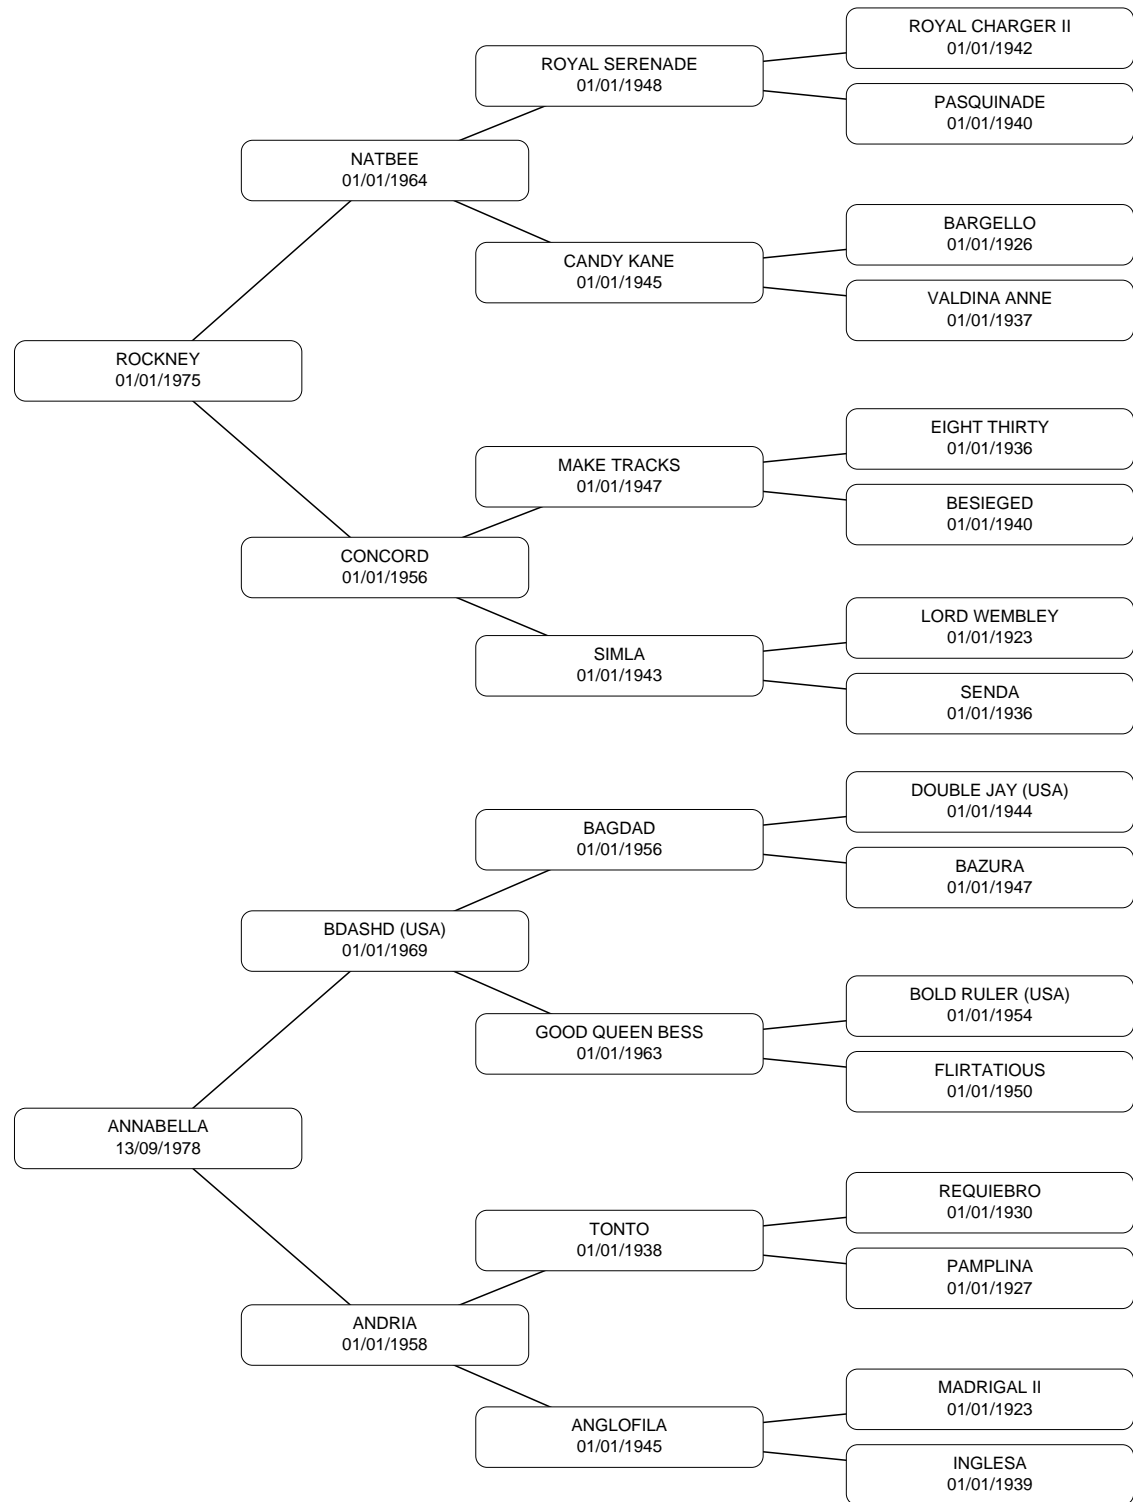 ROYAL CHARGER II
01/01/1942
ROYAL SERENADE
01/01/1948
PASQUINADE
01/01/1940
NATBEE
01/01/1964
BARGELLO
01/01/1926
CANDY KANE
01/01/1945
VALDINA ANNE
01/01/1937
ROCKNEY
01/01/1975
EIGHT THIRTY
01/01/1936
MAKE TRACKS
01/01/1947
BESIEGED
01/01/1940
CONCORD
01/01/1956
LORD WEMBLEY
01/01/1923
SIMLA
01/01/1943
SENDA
01/01/1936
DOUBLE JAY (USA)
01/01/1944
BAGDAD
01/01/1956
BAZURA
01/01/1947
BDASHD (USA)
01/01/1969
BOLD RULER (USA)
01/01/1954
GOOD QUEEN BESS
01/01/1963
FLIRTATIOUS
01/01/1950
ANNABELLA
13/09/1978
REQUIEBRO
01/01/1930
TONTO
01/01/1938
PAMPLINA
01/01/1927
ANDRIA
01/01/1958
MADRIGAL II
01/01/1923
ANGLOFILA
01/01/1945
INGLESA
01/01/1939